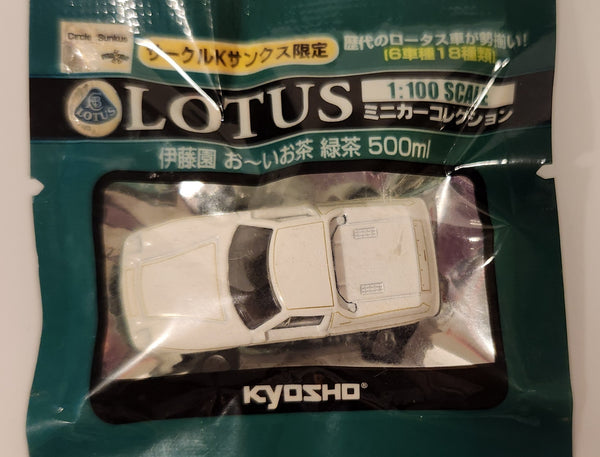 Circle Sunkus
サークルKサンクス限定
歴代のロータス車が勢揃い!
(6車種18種類)
LOTUS
LOTUS
1:100 SCALE
ミニカーコレクション
伊藤園 お〜いお茶 緑茶 500ml
KYOSHO®